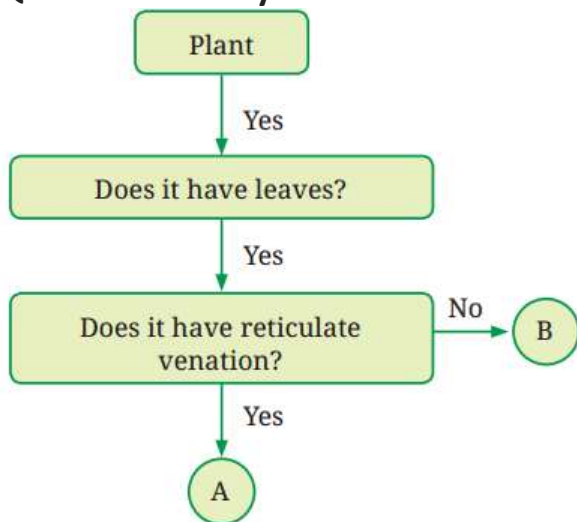 Plant
Yes
Does it have leaves?
Yes
Does it have reticulate
venation?
No
B
Yes
A